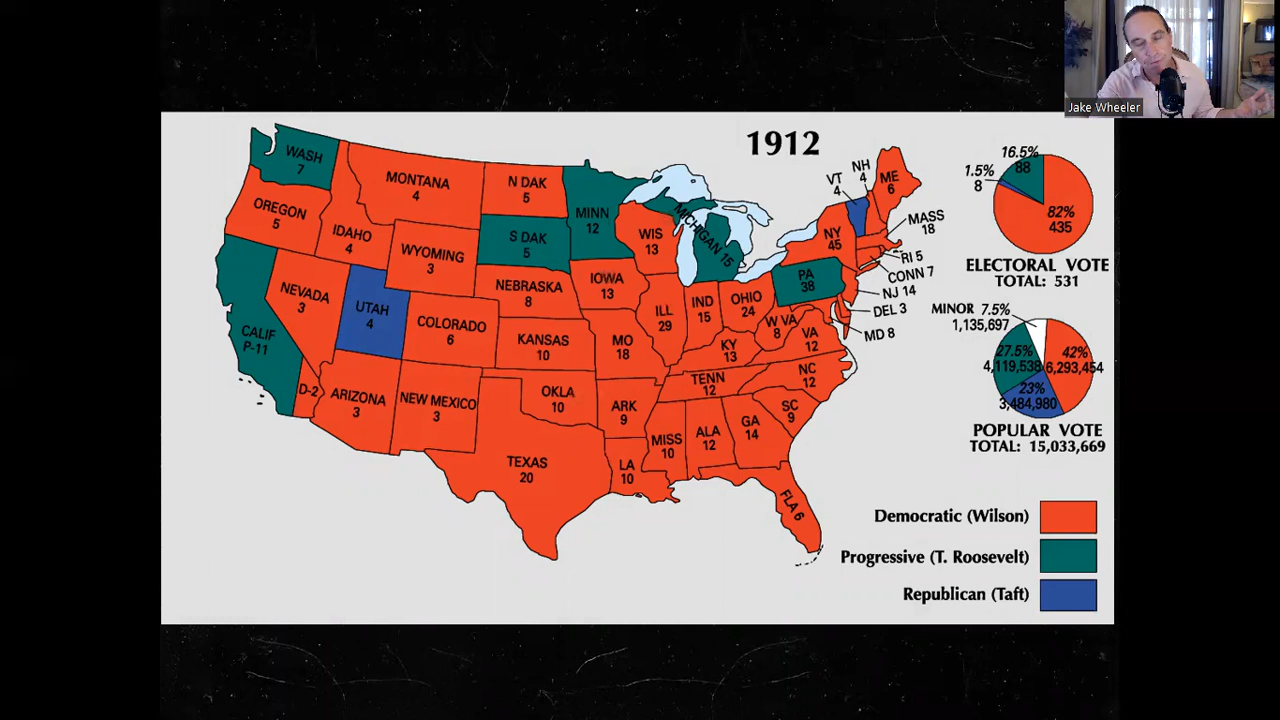 Jake Wheeler
1912
WASH
7
OREGON
5
CALIF
P-11
D-2
IDAHO
4
NEVADA
3
MONTANA
4
WYOMING
3
UTAH
4
COLORADO
6
ARIZONA
3
NEW MEXICO
3
N DAK
5
S DAK
5
NEBRASKA
8
KANSAS
10
OKLA
10
TEXAS
20
MINN
12
IOWA
13
MO
18
ARK
9
LA
10
WIS
13
ILL
29
MICHIGAN 15
IND
15
OHIO
24
KY
13
TENN
12
MISS
10
ALA
12
GA
14
FLA 6
SC
9
NC
12
VA
12
W VA
8
PA
38
NY
45
VT
4
NH
4
ME
6
MASS
18
RI 5
CONN 7
NJ 14
DEL 3
MD 8
16.5%
88
1.5%
8
82%
435
ELECTORAL VOTE
TOTAL: 531
MINOR 7.5%
1,135,697
27.5%
4,119,538
42%
6,293,454
23%
3,484,980
POPULAR VOTE
TOTAL: 15,033,669
Democratic (Wilson)
Progressive (T. Roosevelt)
Republican (Taft)